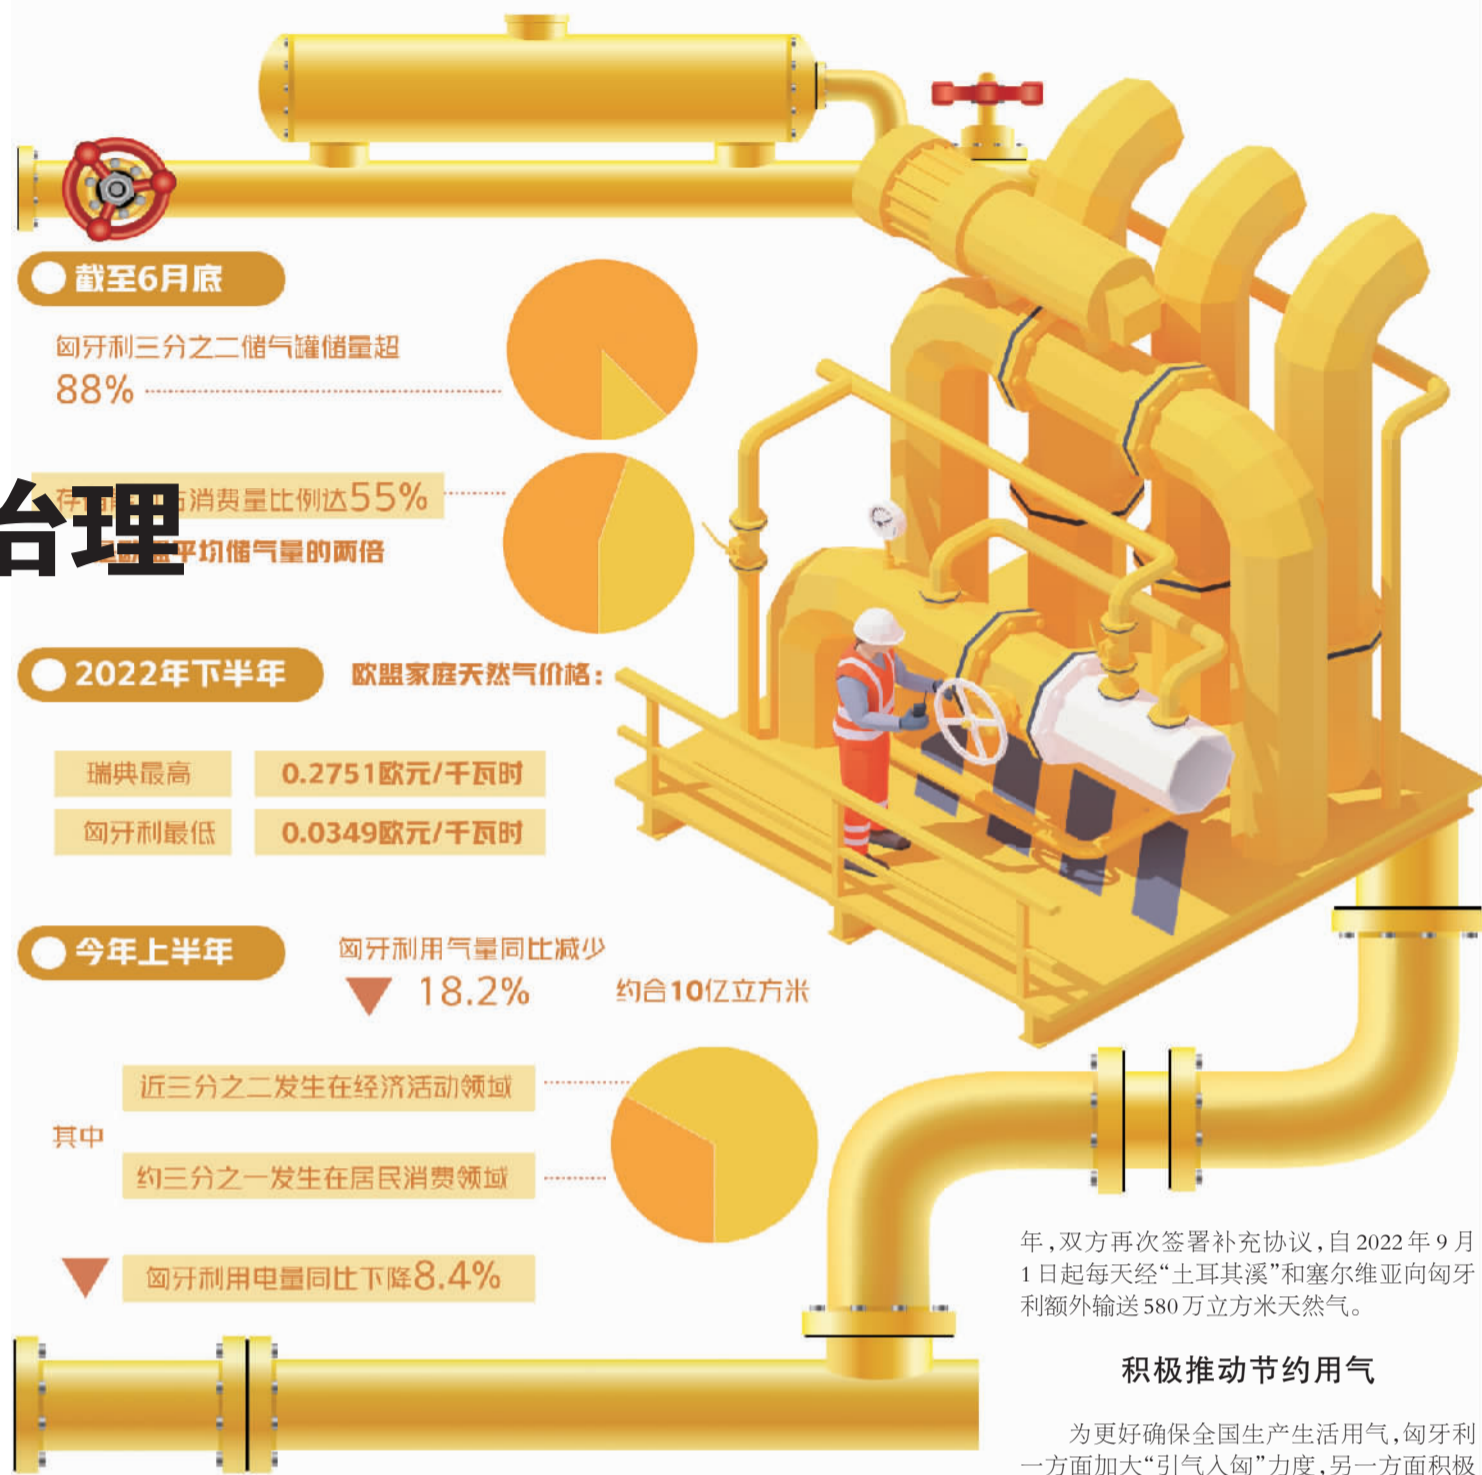 截至6月底
匈牙利三分之二储气罐储量超
88%
消费量比例达55%
平均储气量的两倍
治理
2022年下半年
欧盟家庭天然气价格：
瑞典最高
0.2751欧元/千瓦时
匈牙利最低
0.0349欧元/千瓦时
今年上半年
匈牙利用气量同比减少
18.2%
约合10亿立方米
其中
近三分之二发生在经济活动领域
约三分之一发生在居民消费领域
匈牙利用电量同比下降8.4%
年，双方再次签署补充协议，自2022年9月
1日起每天经“土耳其溪”和塞尔维亚向匈牙
利额外输送580万立方米天然气。
积极推动节约用气
为更好确保全国生产生活用气，匈牙利
一方面加大“引气入匈”力度，另一方面积极